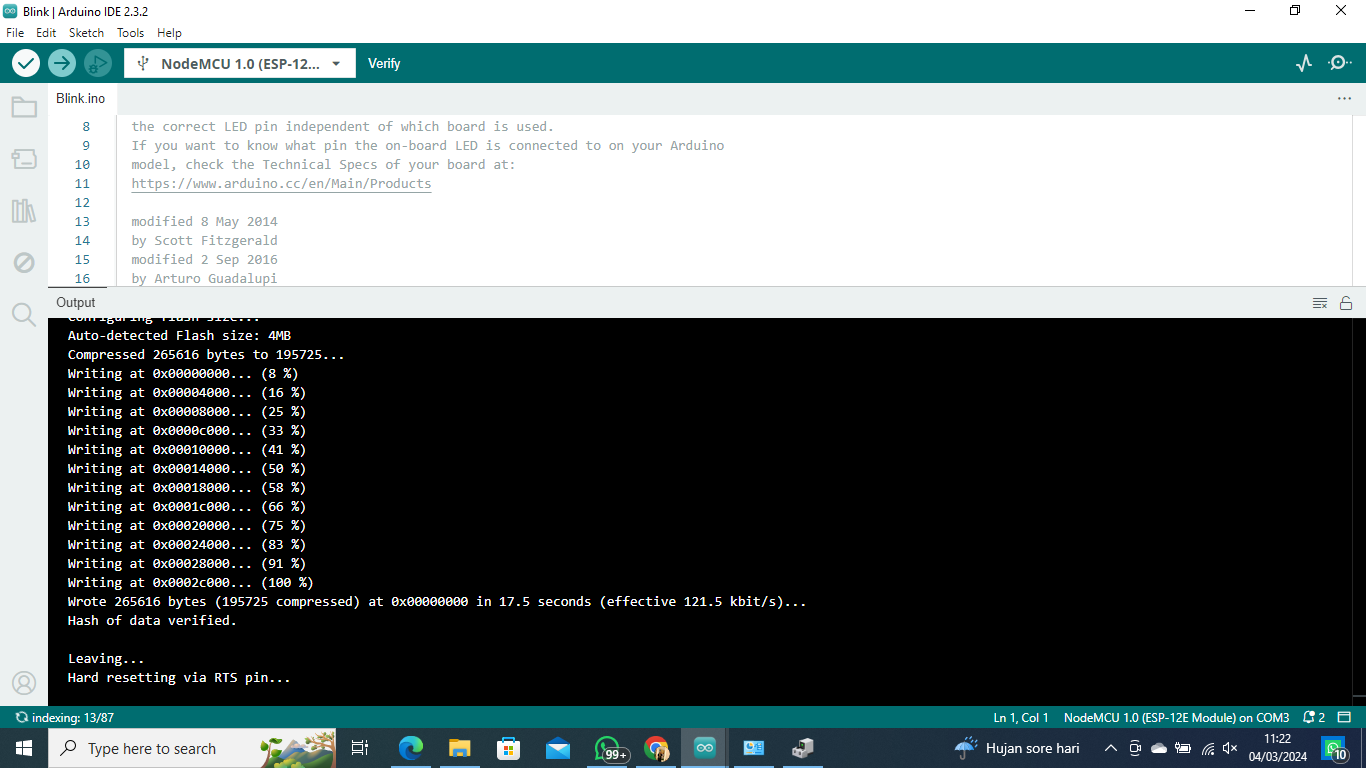 Blink | Arduino IDE 2.3.2
File Edit Sketch Tools Help
NodeMCU 1.0 (ESP-12... Verify
Blink.ino
8 the correct LED pin independent of which board is used.
9 If you want to know what pin the on-board LED is connected to on your Arduino
10 model, check the Technical Specs of your board at:
11 https://www.arduino.cc/en/Main/Products
12
13 modified 8 May 2014
14 by Scott Fitzgerald
15 modified 2 Sep 2016
16 by Arturo Guadalupi
Output
Configuring flash size...
Auto-detected Flash size: 4MB
Compressed 265616 bytes to 195725...
Writing at 0x00000000... (8 %)
Writing at 0x00004000... (16 %)
Writing at 0x00008000... (25 %)
Writing at 0x0000c000... (33 %)
Writing at 0x00010000... (41 %)
Writing at 0x00014000... (50 %)
Writing at 0x00018000... (58 %)
Writing at 0x0001c000... (66 %)
Writing at 0x00020000... (75 %)
Writing at 0x00024000... (83 %)
Writing at 0x00028000... (91 %)
Writing at 0x0002c000... (100 %)
Wrote 265616 bytes (195725 compressed) at 0x00000000 in 17.5 seconds (effective 121.5 kbit/s)...
Hash of data verified.
Leaving...
Hard resetting via RTS pin...
indexing: 13/87 Ln 1, Col 1 NodeMCU 1.0 (ESP-12E Module) on COM3 2
Type here to search 99+ Hujan sore hari 11:22 10
04/03/2024